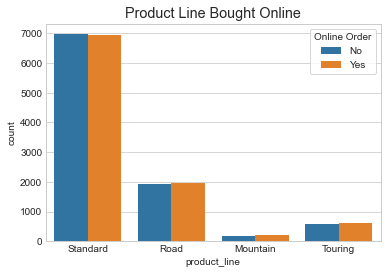 Product Line Bought Online
Online Order
No
Yes
count
7000
6000
5000
4000
3000
2000
1000
0
Standard
Road
Mountain
Touring
product_line